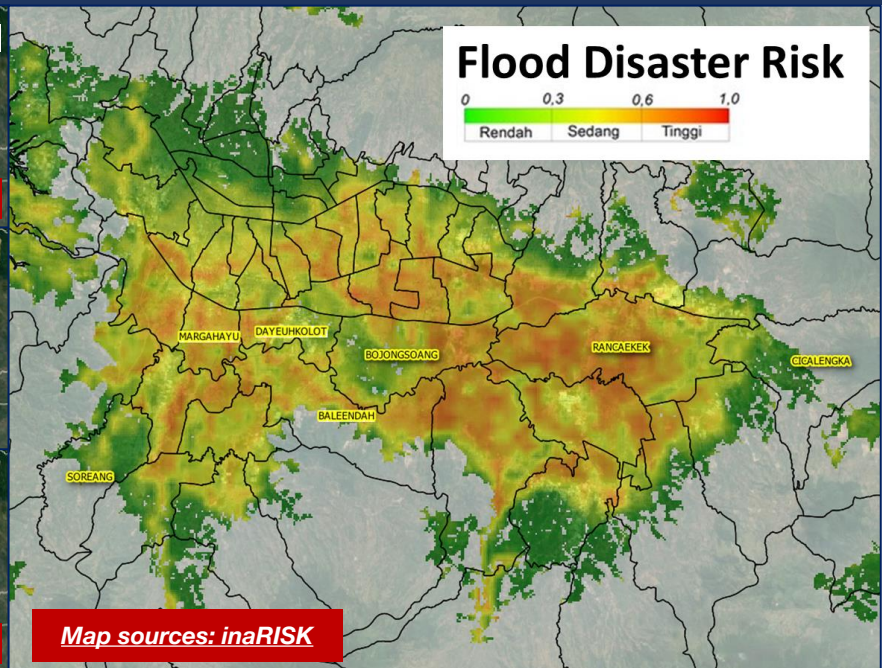 Flood Disaster Risk
0 0,3 0,6 1,0
Rendah Sedang Tinggi
MARGAHAYU
DAYEUHKOLOT
BOJONGSOANG
RANCAEKEK
CICALENGKA
BALEENDAH
SOREANG
Map sources: inaRISK